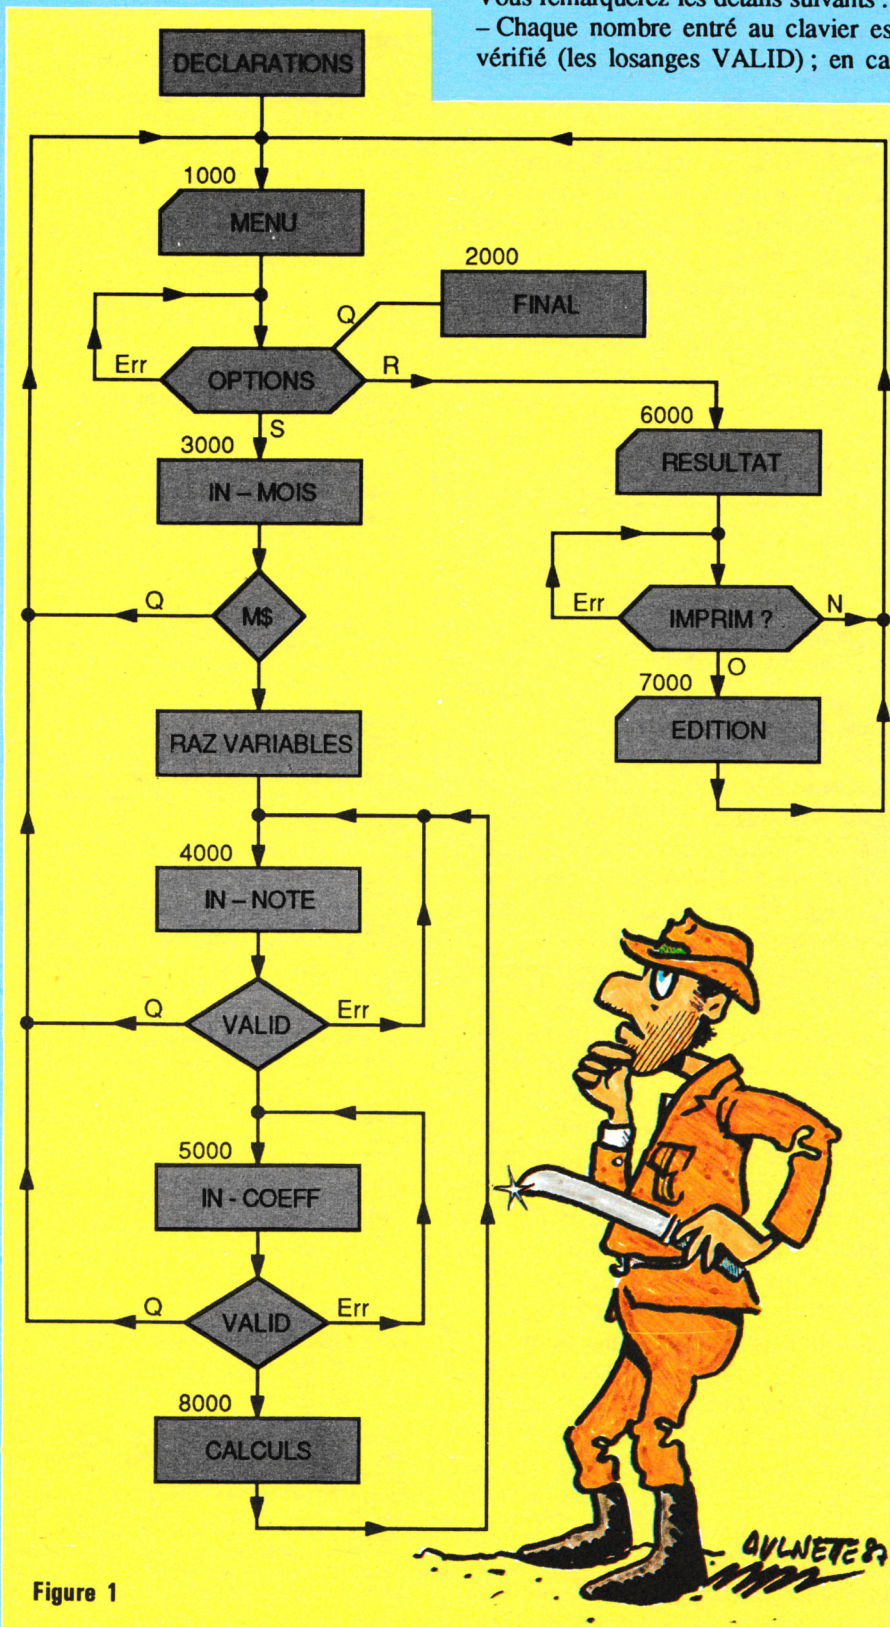 Vous remarquerez les détails suivants :
– Chaque nombre entré au clavier es
vérifié (les losanges VALID) ; en ca
DECLARATIONS
1000
MENU
2000
FINAL
Q
Err
OPTIONS
R
S
3000
IN – MOIS
6000
RESULTAT
Q
M$
Err
IMPRIM ?
N
O
7000
EDITION
RAZ VARIABLES
4000
IN – NOTE
Q
VALID
Err
5000
IN - COEFF
Q
VALID
Err
8000
CALCULS
AULNETTE 87
Figure 1